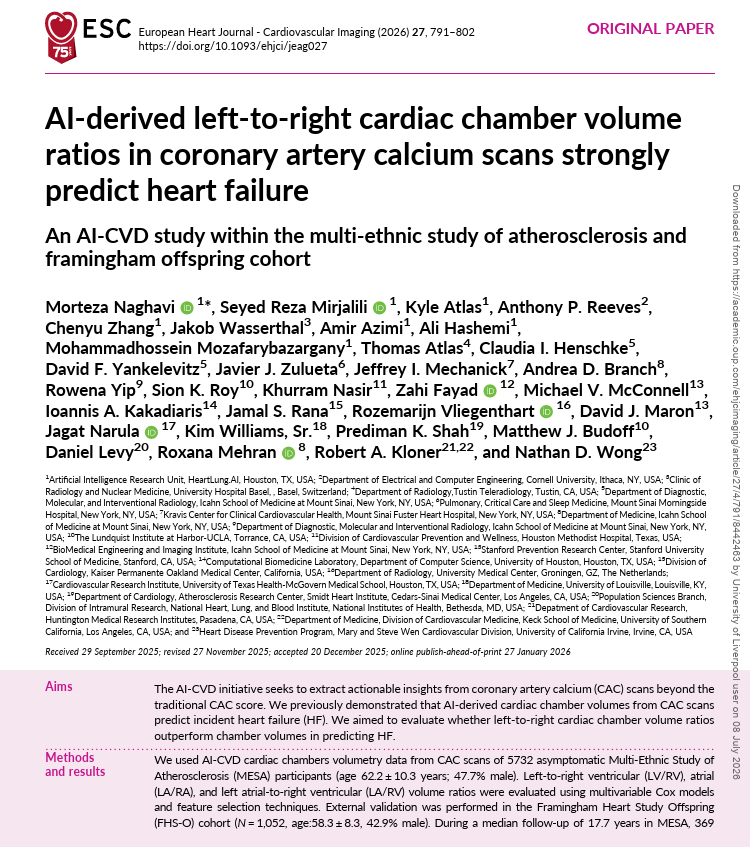 ESC
75
European Heart Journal - Cardiovascular Imaging (2026) 27, 791–802
https://doi.org/10.1093/ehjci/jeag027
ORIGINAL PAPER
AI-derived left-to-right cardiac chamber volume
ratios in coronary artery calcium scans strongly
predict heart failure
An AI-CVD study within the multi-ethnic study of atherosclerosis and
framingham offspring cohort
Morteza Naghavi 1*, Seyed Reza Mirjalili 1, Kyle Atlas1, Anthony P. Reeves2,
Chenyu Zhang1, Jakob Wasserthal3, Amir Azimi1, Ali Hashemi1,
Mohammadhossein Mozafarybazargany1, Thomas Atlas4, Claudia I. Henschke5,
David F. Yankelevitz5, Javier J. Zulueta6, Jeffrey I. Mechanick7, Andrea D. Branch8,
Rowena Yip9, Sion K. Roy10, Khurram Nasir11, Zahi Fayad 12, Michael V. McConnell13,
Ioannis A. Kakadiaris14, Jamal S. Rana15, Rozemarijn Vliegenthart 16, David J. Maron13,
Jagat Narula 17, Kim Williams, Sr.18, Prediman K. Shah19, Matthew J. Budoff10,
Daniel Levy20, Roxana Mehran 8, Robert A. Kloner21,22, and Nathan D. Wong23
1Artificial Intelligence Research Unit, HeartLung.AI, Houston, TX, USA; 2Department of Electrical and Computer Engineering, Cornell University, Ithaca, NY, USA; 3Clinic of
Radiology and Nuclear Medicine, University Hospital Basel, , Basel, Switzerland; 4Department of Radiology,Tustin Teleradiology, Tustin, CA, USA; 5Department of Diagnostic,
Molecular, and Interventional Radiology, Icahn School of Medicine at Mount Sinai, New York, NY, USA; 6Pulmonary, Critical Care and Sleep Medicine, Mount Sinai Morningside
Hospital, New York, NY, USA; 7Kravis Center for Clinical Cardiovascular Health, Mount Sinai Fuster Heart Hospital, New York, NY, USA; 8Department of Medicine, Icahn School
of Medicine at Mount Sinai, New York, NY, USA; 9Department of Diagnostic, Molecular and Interventional Radiology, Icahn School of Medicine at Mount Sinai, New York, NY,
USA; 10The Lundquist Institute at Harbor-UCLA, Torrance, CA, USA; 11Division of Cardiovascular Prevention and Wellness, Houston Methodist Hospital, Texas, USA;
12BioMedical Engineering and Imaging Institute, Icahn School of Medicine at Mount Sinai, New York, NY, USA; 13Stanford Prevention Research Center, Stanford University
School of Medicine, Stanford, CA, USA; 14Computational Biomedicine Laboratory, Department of Computer Science, University of Houston, Houston, TX, USA; 15Division of
Cardiology, Kaiser Permanente Oakland Medical Center, California, USA; 16Department of Radiology, University Medical Center, Groningen, GZ, The Netherlands;
17Cardiovascular Research Institute, University of Texas Health-McGovern Medical School, Houston, TX, USA; 18Department of Medicine, University of Louisville, Louisville, KY,
USA; 19Department of Cardiology, Atherosclerosis Research Center, Smidt Heart Institute, Cedars-Sinai Medical Center, Los Angeles, CA, USA; 20Population Sciences Branch,
Division of Intramural Research, National Heart, Lung, and Blood Institute, National Institutes of Health, Bethesda, MD, USA; 21Department of Cardiovascular Research,
Huntington Medical Research Institutes, Pasadena, CA, USA; 22Department of Medicine, Division of Cardiovascular Medicine, Keck School of Medicine, University of Southern
California, Los Angeles, CA, USA; and 23Heart Disease Prevention Program, Mary and Steve Wen Cardiovascular Division, University of California Irvine, Irvine, CA, USA
Received 29 September 2025; revised 27 November 2025; accepted 20 December 2025; online publish-ahead-of-print 27 January 2026
Aims
The AI-CVD initiative seeks to extract actionable insights from coronary artery calcium (CAC) scans beyond the
traditional CAC score. We previously demonstrated that AI-derived cardiac chamber volumes from CAC scans
predict incident heart failure (HF). We aimed to evaluate whether left-to-right cardiac chamber volume ratios
outperform chamber volumes in predicting HF.
Methods
and results
We used AI-CVD cardiac chambers volumetry data from CAC scans of 5732 asymptomatic Multi-Ethnic Study of
Atherosclerosis (MESA) participants (age 62.2 ± 10.3 years; 47.7% male). Left-to-right ventricular (LV/RV), atrial
(LA/RA), and left atrial-to-right ventricular (LA/RV) volume ratios were evaluated using multivariable Cox models
and feature selection techniques. External validation was performed in the Framingham Heart Study Offspring
(FHS-O) cohort (N = 1,052, age:58.3 ± 8.3, 42.9% male). During a median follow-up of 17.7 years in MESA, 369
Downloaded from https://academic.oup.com/ehjcimaging/article/27/4/791/8442463 by University of Liverpool user on 08 July 2026